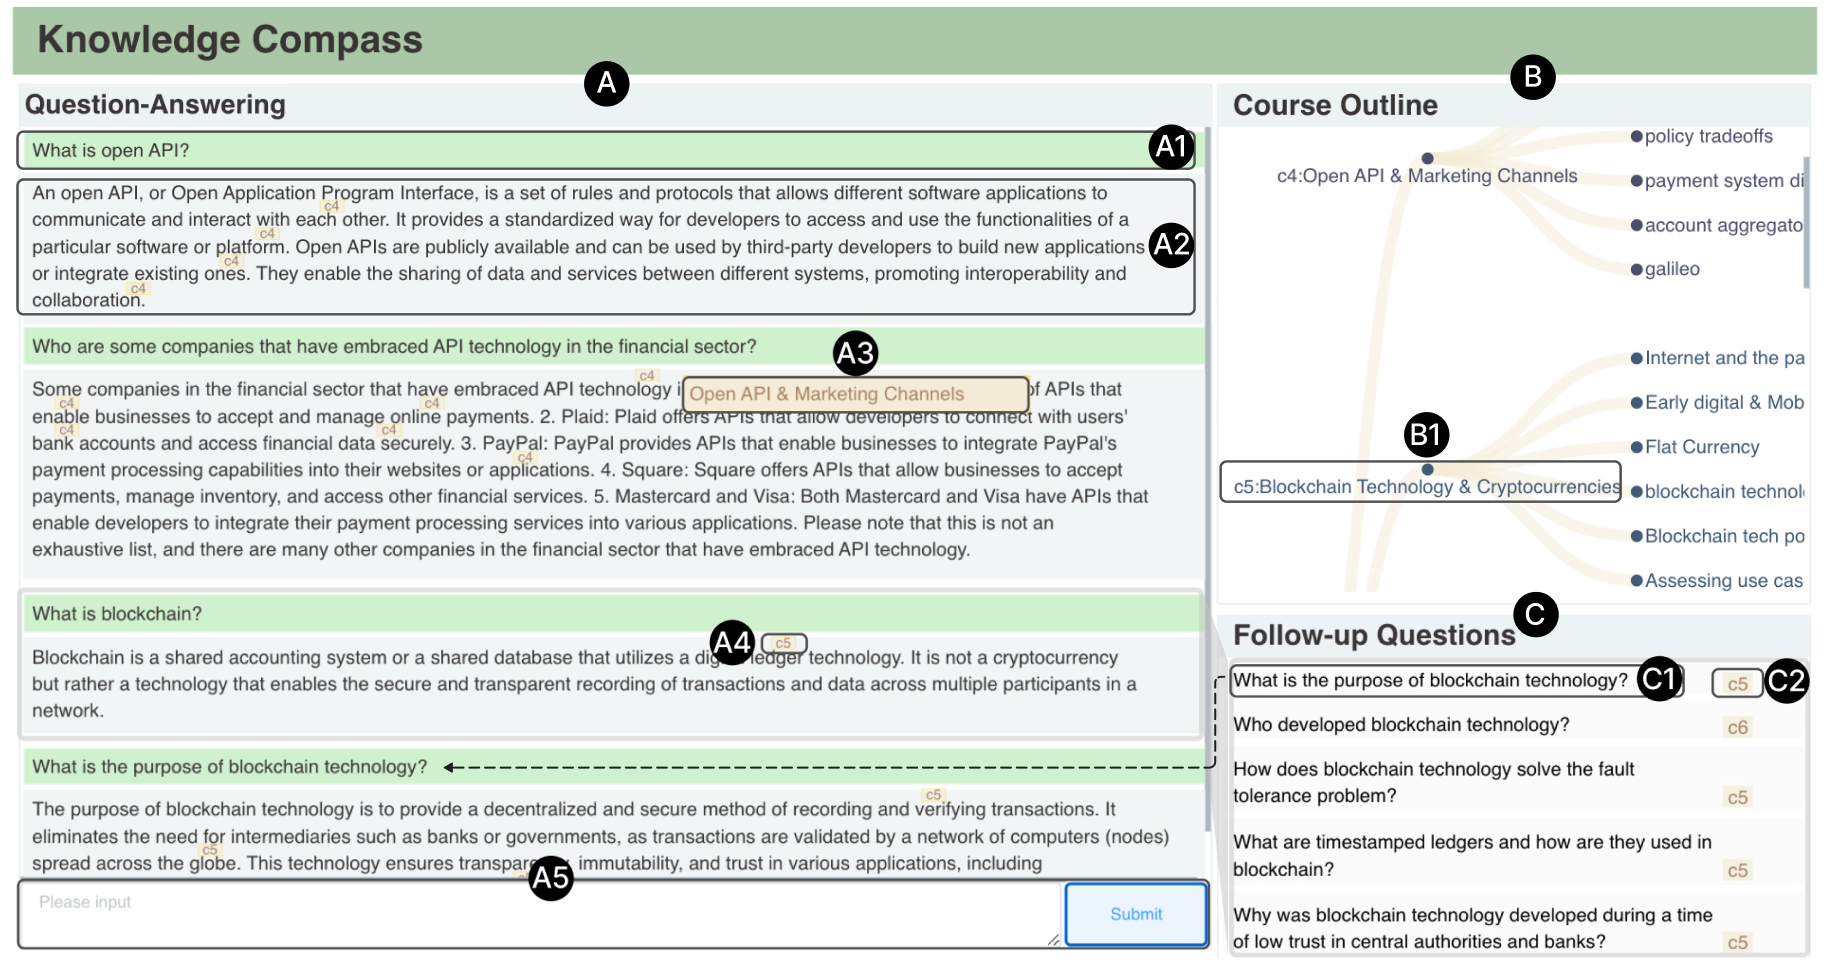 Knowledge Compass
A
B
Question-Answering
Course Outline
What is open API?
A1
An open API, or Open Application Program Interface, is a set of rules and protocols that allows different software applications to
c4
communicate and interact with each other. It provides a standardized way for developers to access and use the functionalities of a
c4
particular software or platform. Open APIs are publicly available and can be used by third-party developers to build new applications
A2
c4
or integrate existing ones. They enable the sharing of data and services between different systems, promoting interoperability and
c4
collaboration.
Who are some companies that have embraced API technology in the financial sector?
A3
c4
Some companies in the financial sector that have embraced API technology
Open API & Marketing Channels
of APIs that
c4
c4
enable businesses to accept and manage online payments. 2. Plaid: Plaid offers APIs that allow developers to connect with users'
c4
c4
bank accounts and access financial data securely. 3. PayPal: PayPal provides APIs that enable businesses to integrate PayPal's
c4
payment processing capabilities into their websites or applications. 4. Square: Square offers APIs that allow businesses to accept
payments, manage inventory, and access other financial services. 5. Mastercard and Visa: Both Mastercard and Visa have APIs that
enable developers to integrate their payment processing services into various applications. Please note that this is not an
exhaustive list, and there are many other companies in the financial sector that have embraced API technology.
What is blockchain?
A4
c5
Blockchain is a shared accounting system or a shared database that utilizes a ledger technology. It is not a cryptocurrency
but rather a technology that enables the secure and transparent recording of transactions and data across multiple participants in a
network.
What is the purpose of blockchain technology?
c5
The purpose of blockchain technology is to provide a decentralized and secure method of recording and verifying transactions. It
eliminates the need for intermediaries such as banks or governments, as transactions are validated by a network of computers (nodes)
c5
spread across the globe. This technology ensures immutability, and trust in various applications, including
A5
Please input
Submit
policy tradeoffs
c4:Open API & Marketing Channels
payment system di
account aggregato
galileo
Internet and the pa
Early digital & Mob
Flat Currency
B1
c5:Blockchain Technology & Cryptocurrencies
blockchain technol
Blockchain tech po
Assessing use cas
C
Follow-up Questions
What is the purpose of blockchain technology?
C1
c5
C2
Who developed blockchain technology?
c6
How does blockchain technology solve the fault
tolerance problem?
c5
What are timestamped ledgers and how are they used in
blockchain?
c5
Why was blockchain technology developed during a time
of low trust in central authorities and banks?
c5